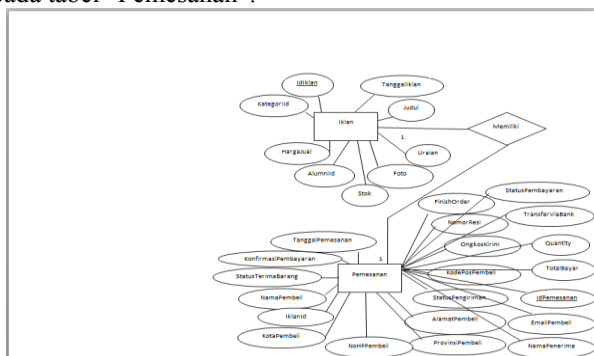 pada tabel "Pemesanan".
IdIklan
TanggalIklan
KategoriId
Judul
Iklan
Memiliki
1
HargaJual
Uraian
AlumniId
Foto
Stok
StatusPembayaran
FinishOrder
TransferViaBank
NomorResi
TanggalPemesanan
OngkosKirim
Quantity
KonfirmasiPembayaran
1
StatusTerimaBarang
Pemesanan
KodePosPembeli
TotalBayar
NamaPembeli
StatusPengiriman
IdPemesanan
IklanId
AlamatPembeli
EmailPembeli
KotaPembeli
NoHPPembeli
ProvinsiPembeli
NamaPenerima